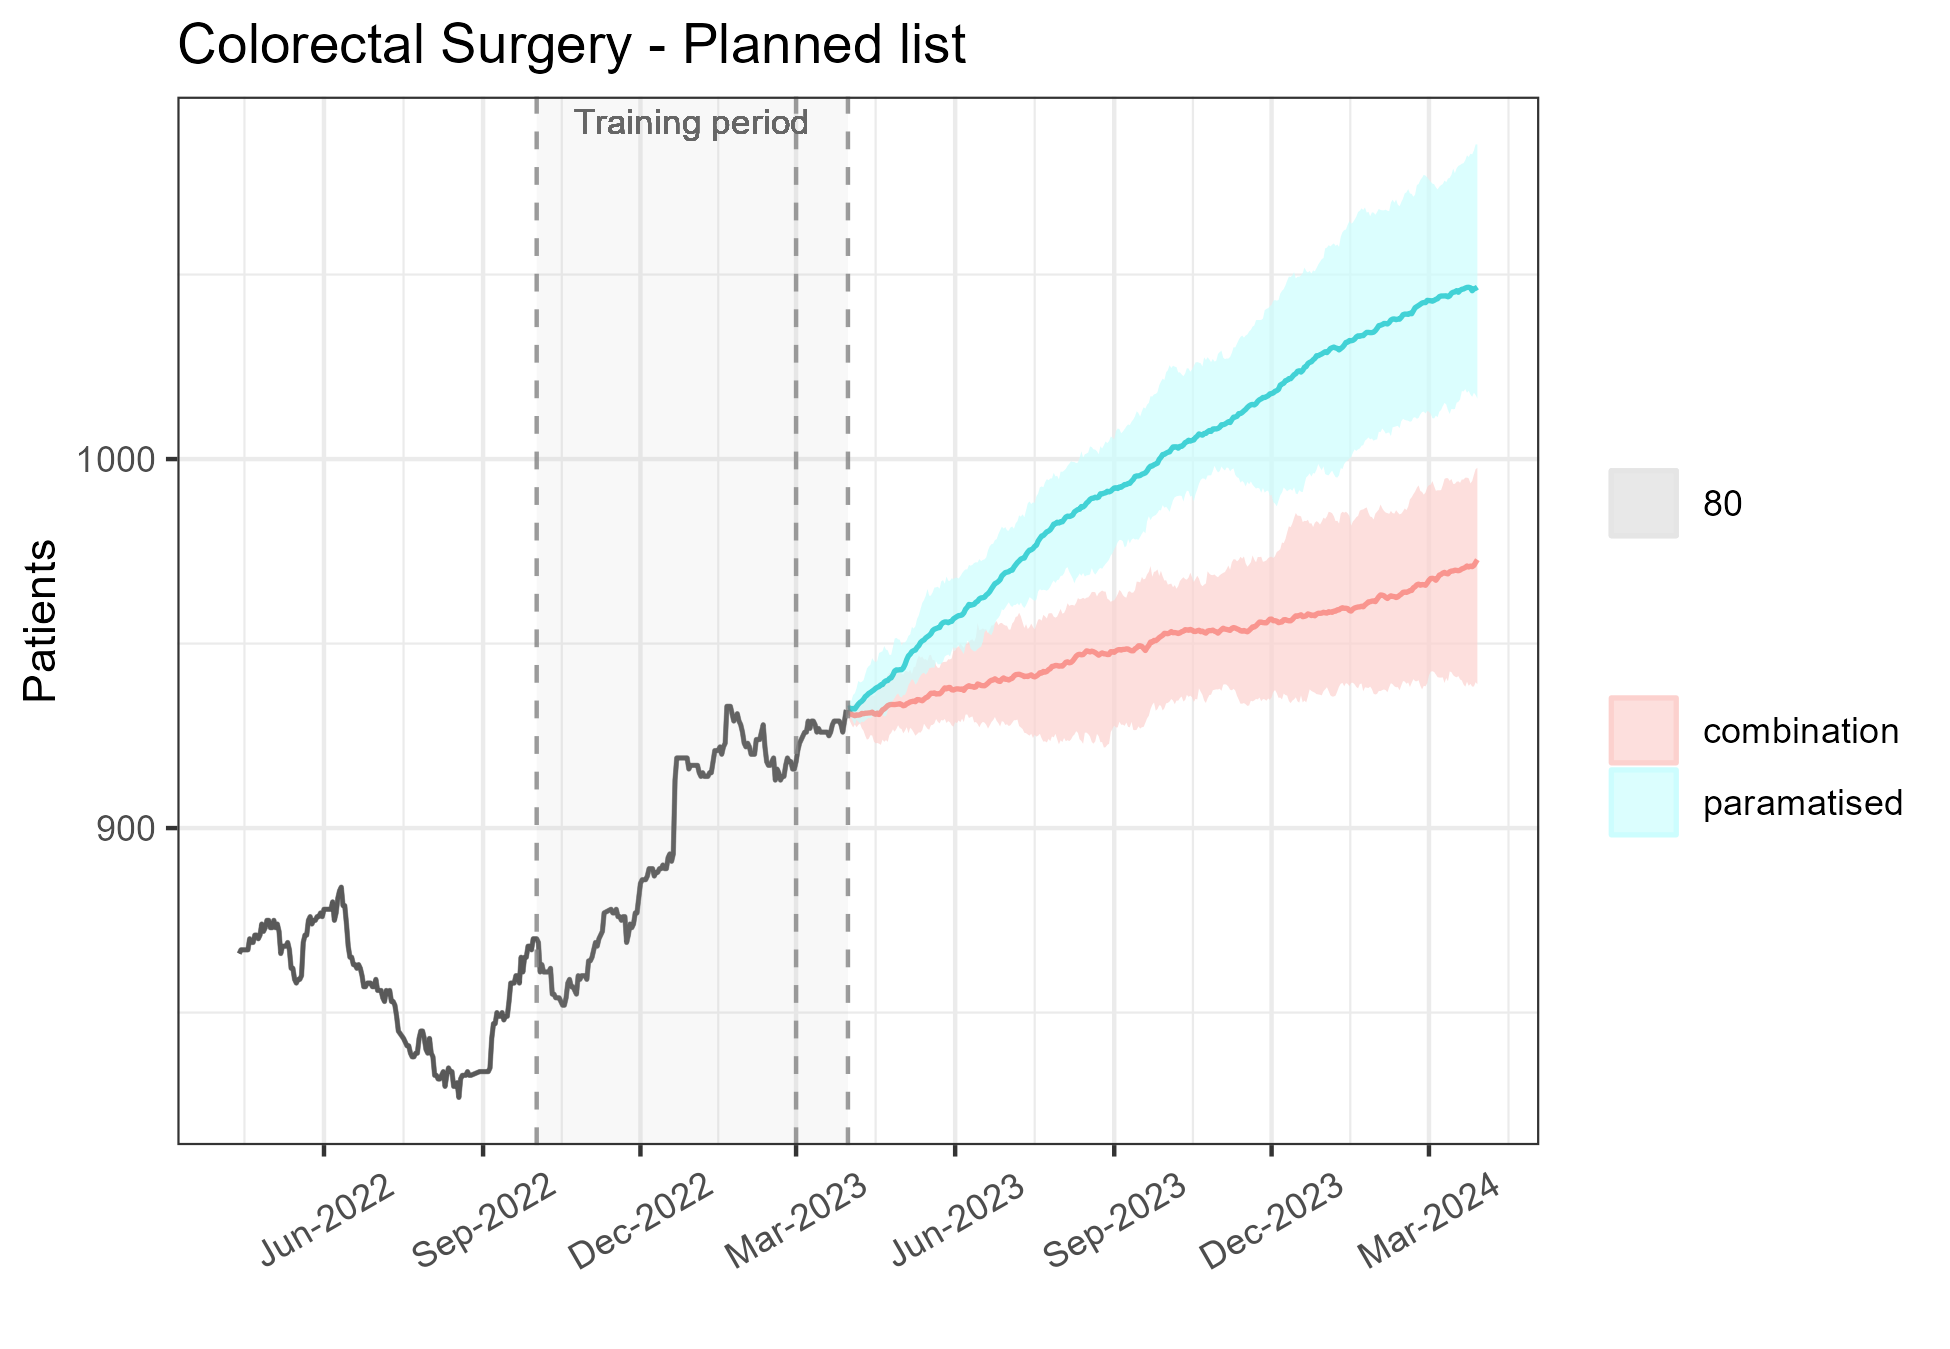 Colorectal Surgery - Planned list
Training period
Patients
1000
900
80
combination
paramatised
Jun-2022
Sep-2022
Dec-2022
Mar-2023
Jun-2023
Sep-2023
Dec-2023
Mar-2024